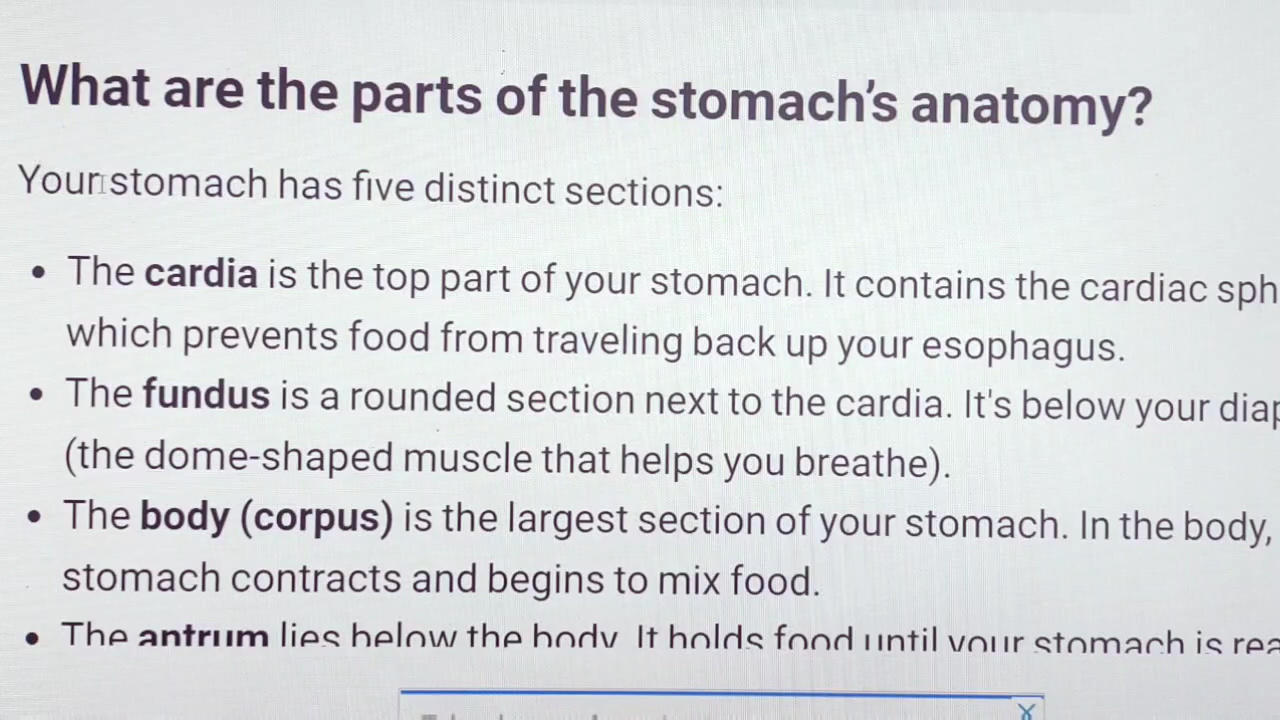 What are the parts of the stomach's anatomy?
Your stomach has five distinct sections:
• The cardia is the top part of your stomach. It contains the cardiac sph
which prevents food from traveling back up your esophagus.
• The fundus is a rounded section next to the cardia. It's below your diap
(the dome-shaped muscle that helps you breathe).
• The body (corpus) is the largest section of your stomach. In the body,
stomach contracts and begins to mix food.
• The antrum lies below the body. It holds food until your stomach is rea